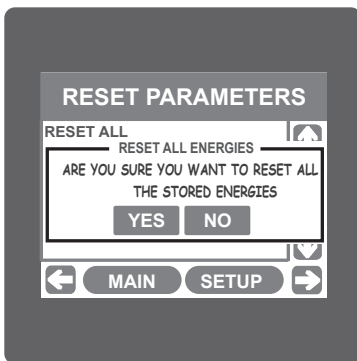 RESET PARAMETERS
RESET ALL
RESET ALL ENERGIES
ARE YOU SURE YOU WANT TO RESET ALL
THE STORED ENERGIES
YES NO
MAIN SETUP